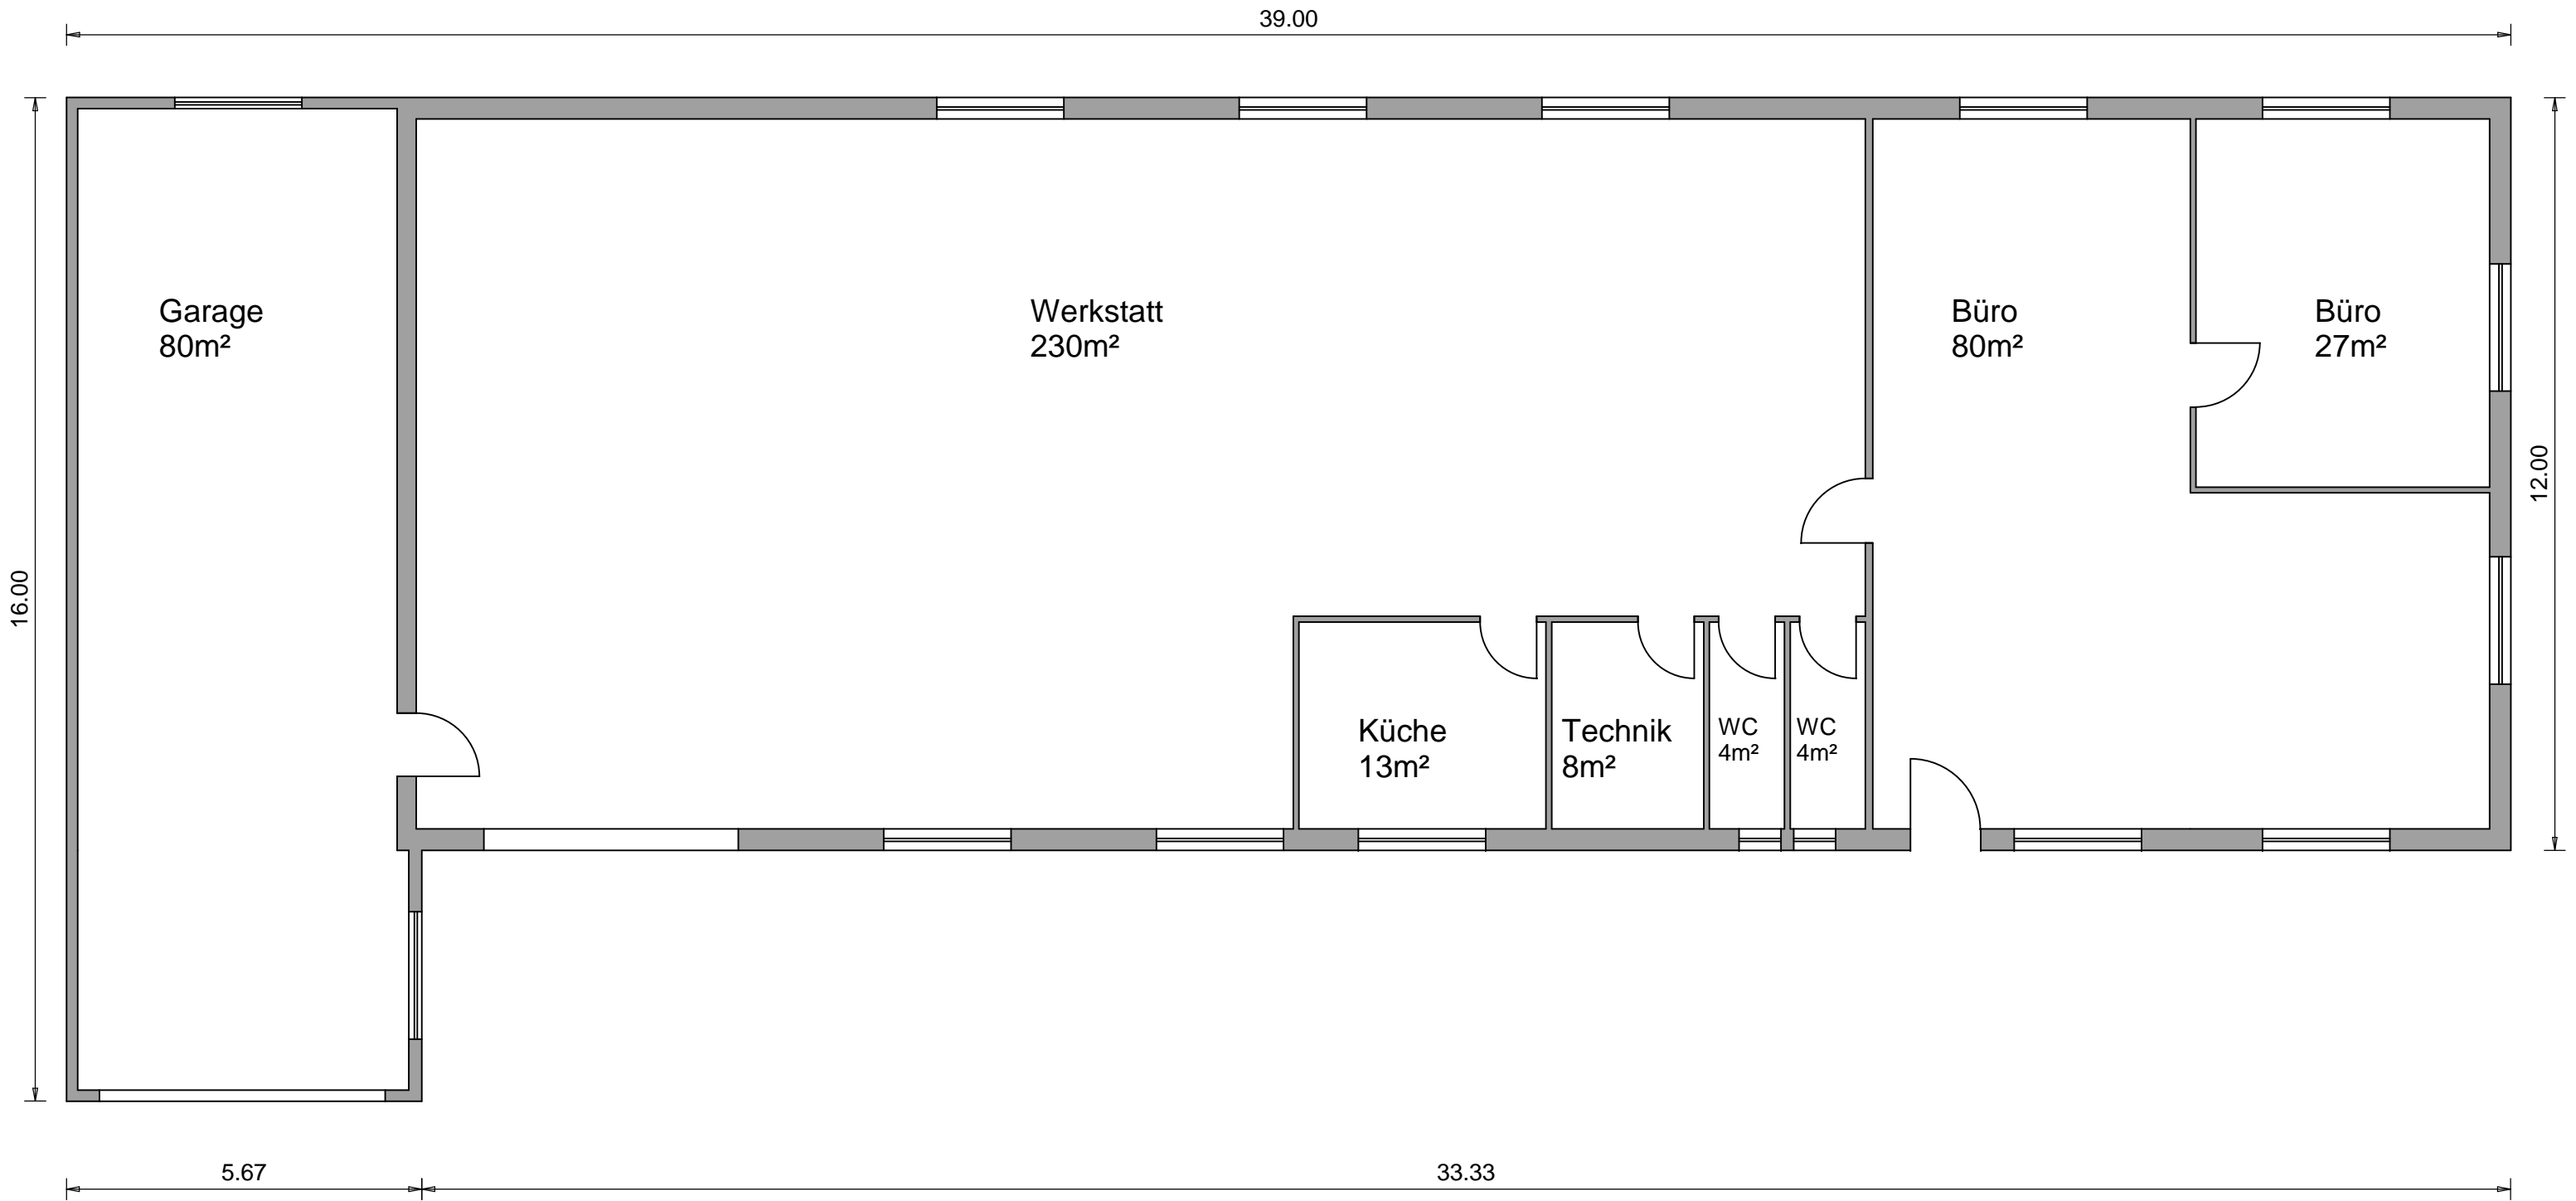 39.00
Garage
80m²
Werkstatt
230m²
Büro
80m²
Büro
27m²
12.00
16.00
Küche
13m²
Technik
8m²
WC
4m²
WC
4m²
5.67
33.33